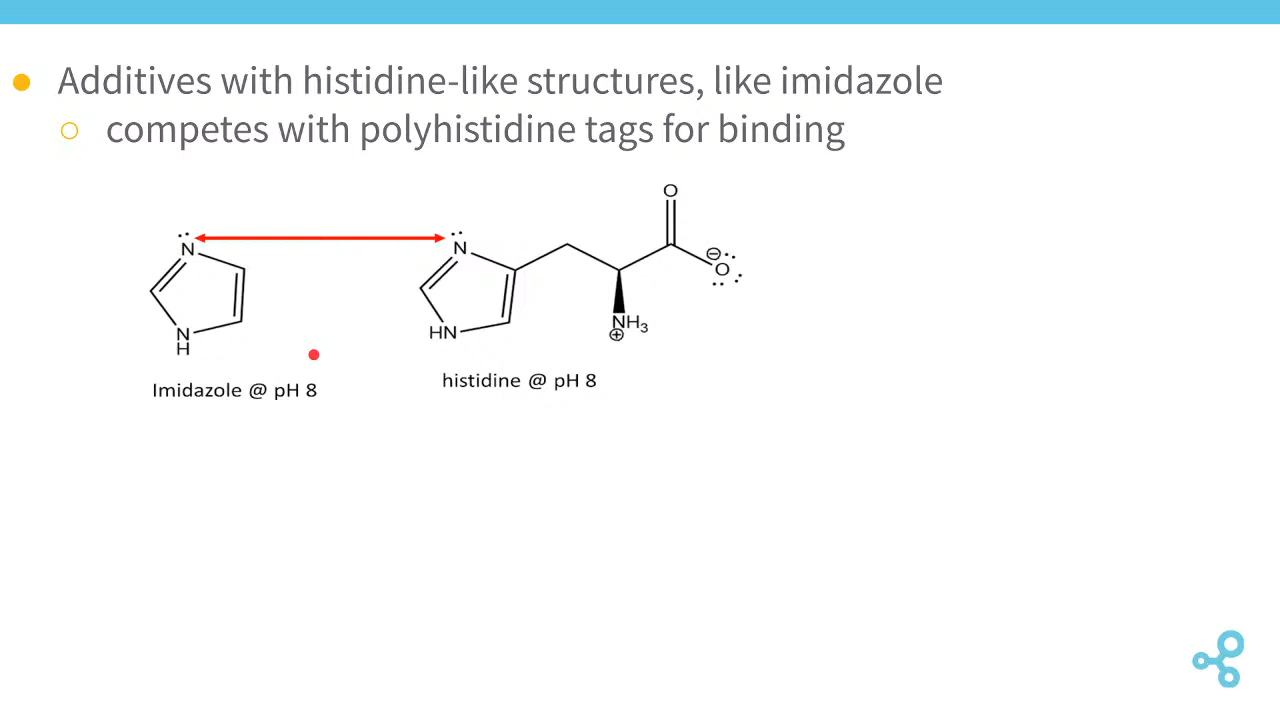 Additives with histidine-like structures, like imidazole
competes with polyhistidine tags for binding
O
N
N
O
NH3
HN
N
H
Imidazole @ pH 8
histidine @ pH 8